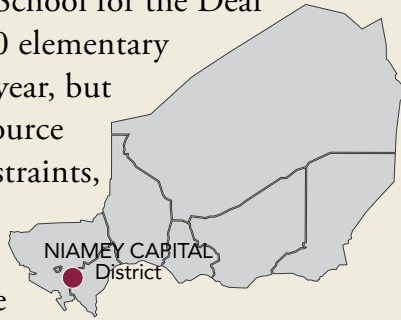 School for the Deaf
0 elementary
year, but
ource
straints,
NIAMEY CAPITAL
District
e